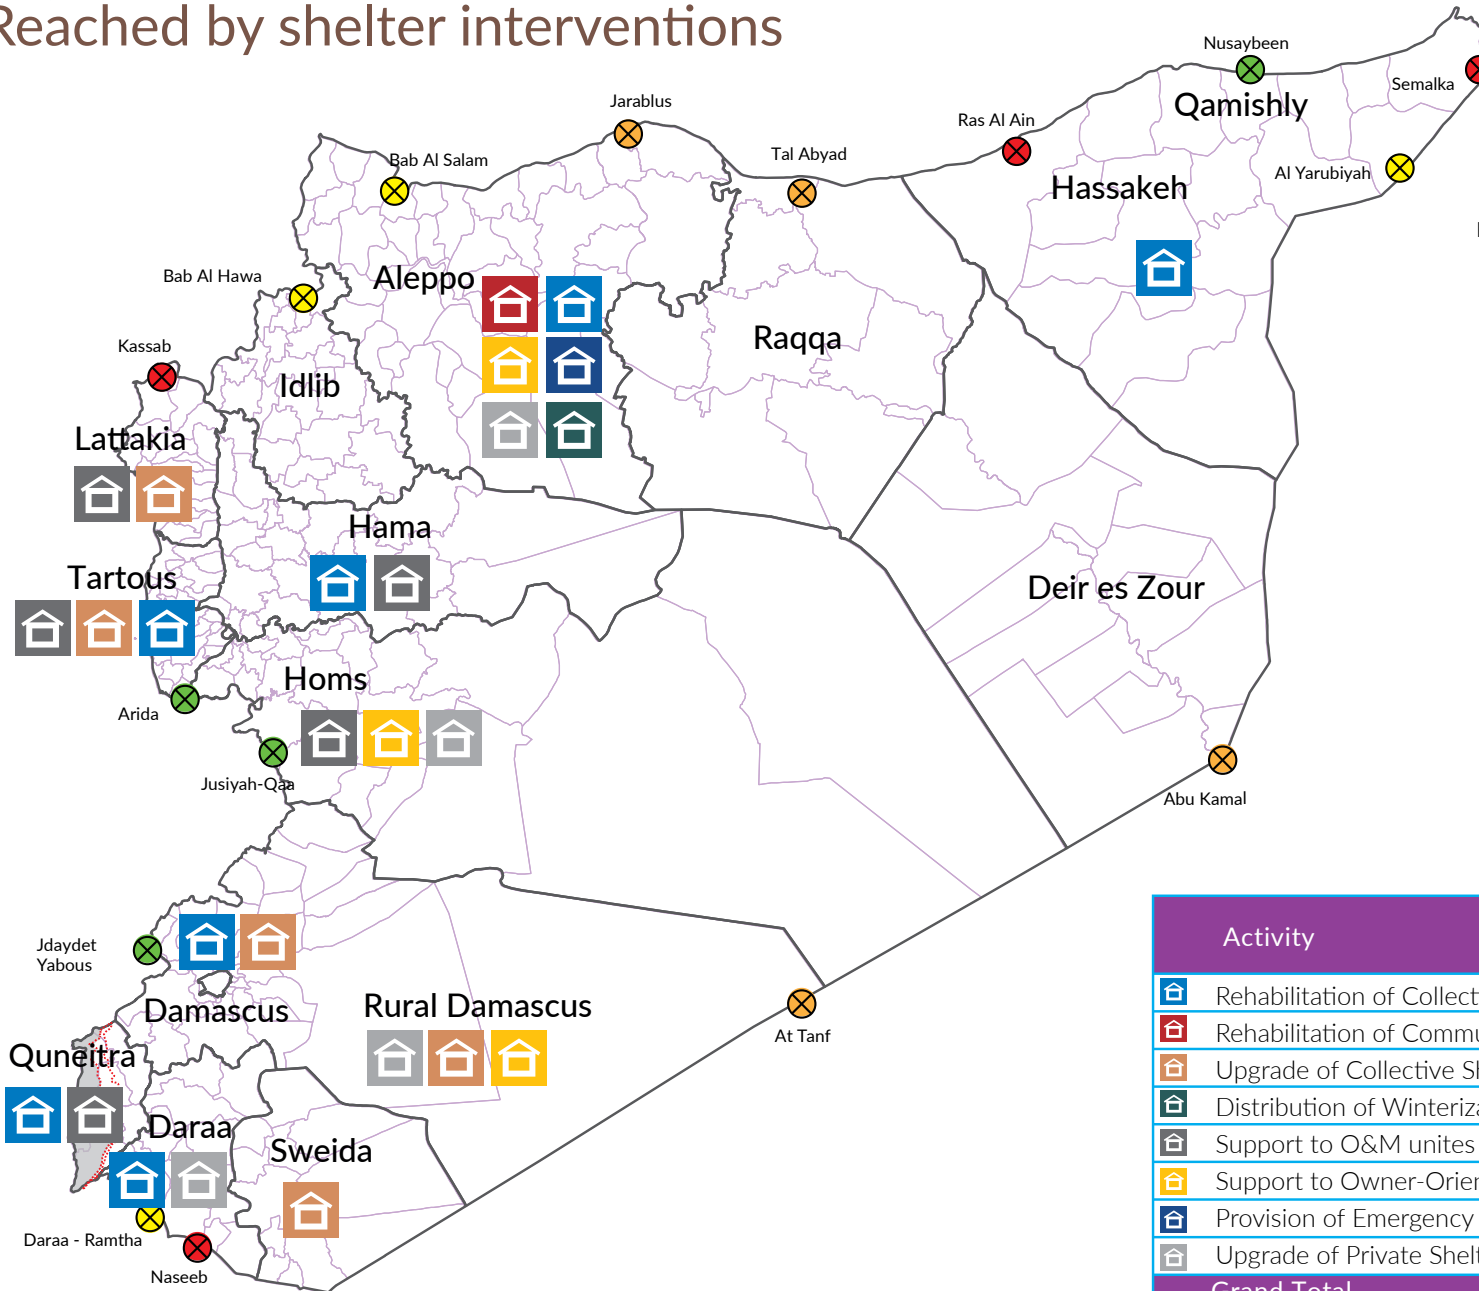 Reached by shelter interventions
Nusaybeen
Semalka
Qamishly
Jarablus
Ras Al Ain
Bab Al Salam
Tal Abyad
Al Yarubiyah
Hassakeh
Bab Al Hawa
Aleppo
Kassab
Raqqa
Idlib
Lattakia
Hama
Tartous
Deir es Zour
Homs
Arida
Jusiyah-Qaa
Abu Kamal
Jdaydet
Yabous
Damascus
Rural Damascus
At Tanf
Quneitra
Daraa
Sweida
Daraa - Ramtha
Naseeb
Activity
Rehabilitation of Collect
Rehabilitation of Commu
Upgrade of Collective Sh
Distribution of Winteriza
Support to O&M unites
Support to Owner-Orien
Provision of Emergency
Upgrade of Private Shelt
Grand Total